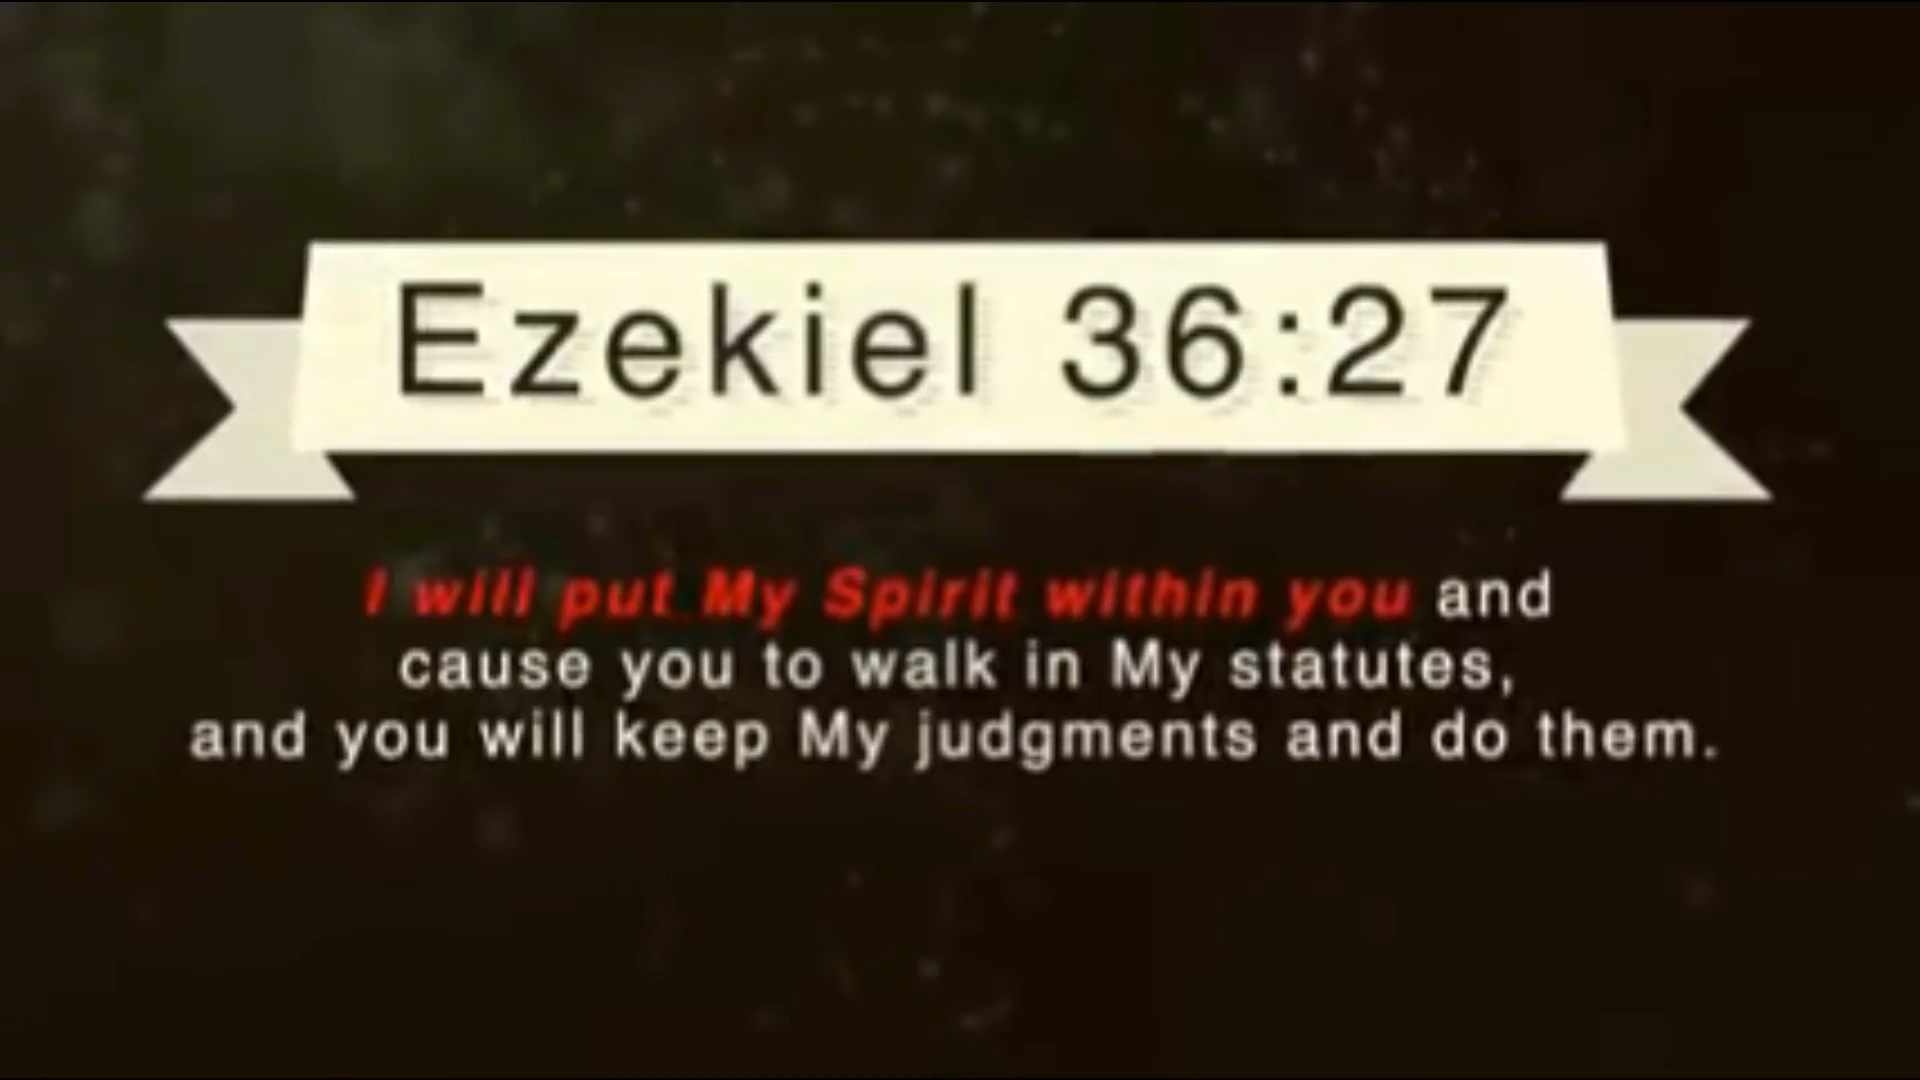 Ezekiel 36:27
I will put My Spirit within you and
cause you to walk in My statutes,
and you will keep My judgments and do them.